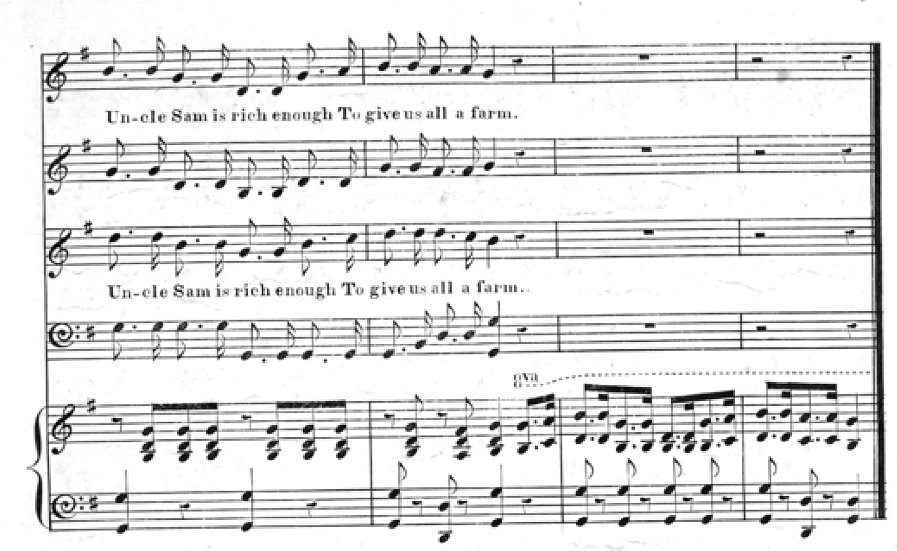 Un-cle Sam is rich enough To give us all a farm.
Un-cle Sam is rich enough To give us all a farm..
8va